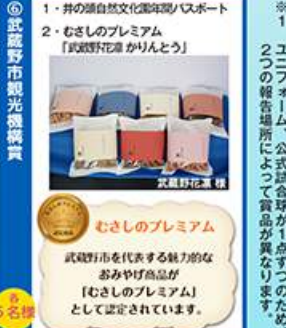 ⑥武蔵野市観光機構賞
各5名様
1・井の頭自然文化園年間パスポート
2・むさしのプレミアム
「武蔵野花凛 かりんとう」
武蔵野花凛 様
むさしのプレミアム
武蔵野市を代表する魅力的な
おみやげ商品が
「むさしのプレミアム」
として認定されています。
※
1
ユニフォーム、公式試合球が1点ずつのため
2つの報告場所によって賞品が異なります。